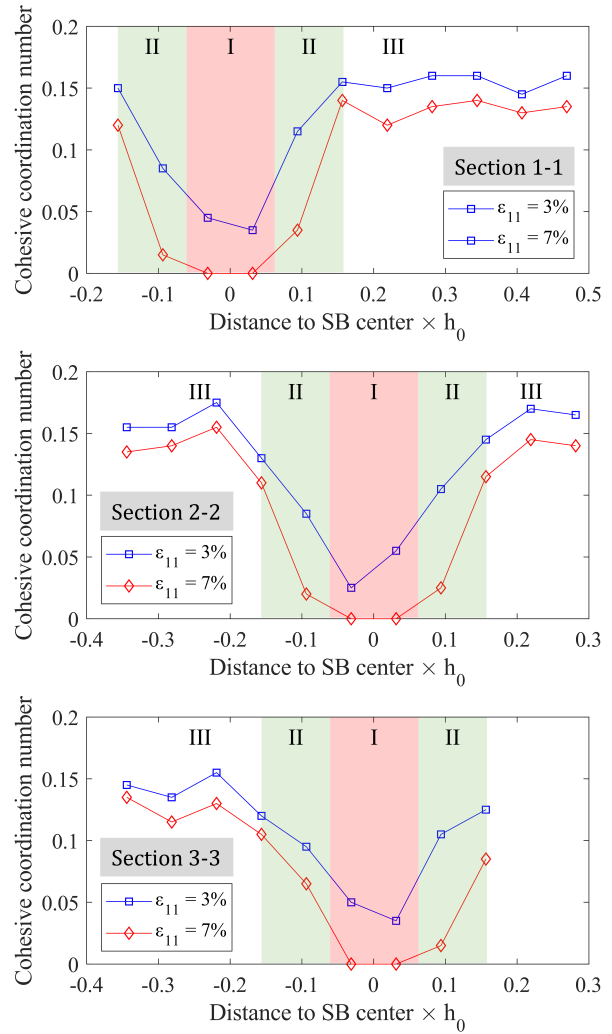 0.2
II
I
II
III
0.15
0.1
0.05
0
Section 1-1
ε11 = 3%
ε11 = 7%
-0.2
-0.1
0
0.1
0.2
0.3
0.4
0.5
Cohesive coordination number
Distance to SB center × h0
0.2
III
II
I
II
III
0.15
0.1
0.05
0
Section 2-2
ε11 = 3%
ε11 = 7%
-0.4
-0.3
-0.2
-0.1
0
0.1
0.2
0.3
Cohesive coordination number
Distance to SB center × h0
0.2
III
II
I
II
0.15
0.1
0.05
0
Section 3-3
ε11 = 3%
ε11 = 7%
-0.4
-0.3
-0.2
-0.1
0
0.1
0.2
0.3
Cohesive coordination number
Distance to SB center × h0